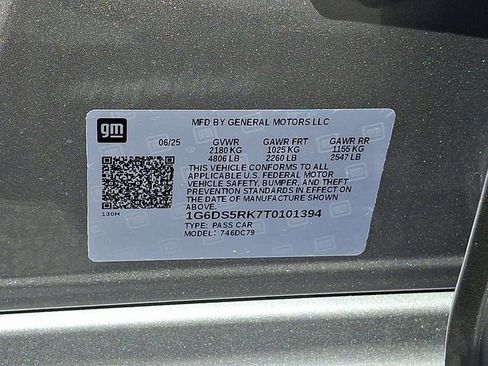 gm
MFD BY GENERAL MOTORS LLC
06/25 GVWR GAWR FRT GAWR RR
2180 KG 1025 KG 1155 KG
4806 LB 2260 LB 2547 LB
THIS VEHICLE CONFORMS TO ALL
APPLICABLE U.S. FEDERAL MOTOR
VEHICLE SAFETY, BUMPER, AND THEFT
PREVENTION STANDARDS IN EFFECT ON
THE DATE OF MANUFACTURE SHOWN
ABOVE.
130H
1G6DS5RK7T0101394
TYPE: PASS CAR
MODEL: 746DC79